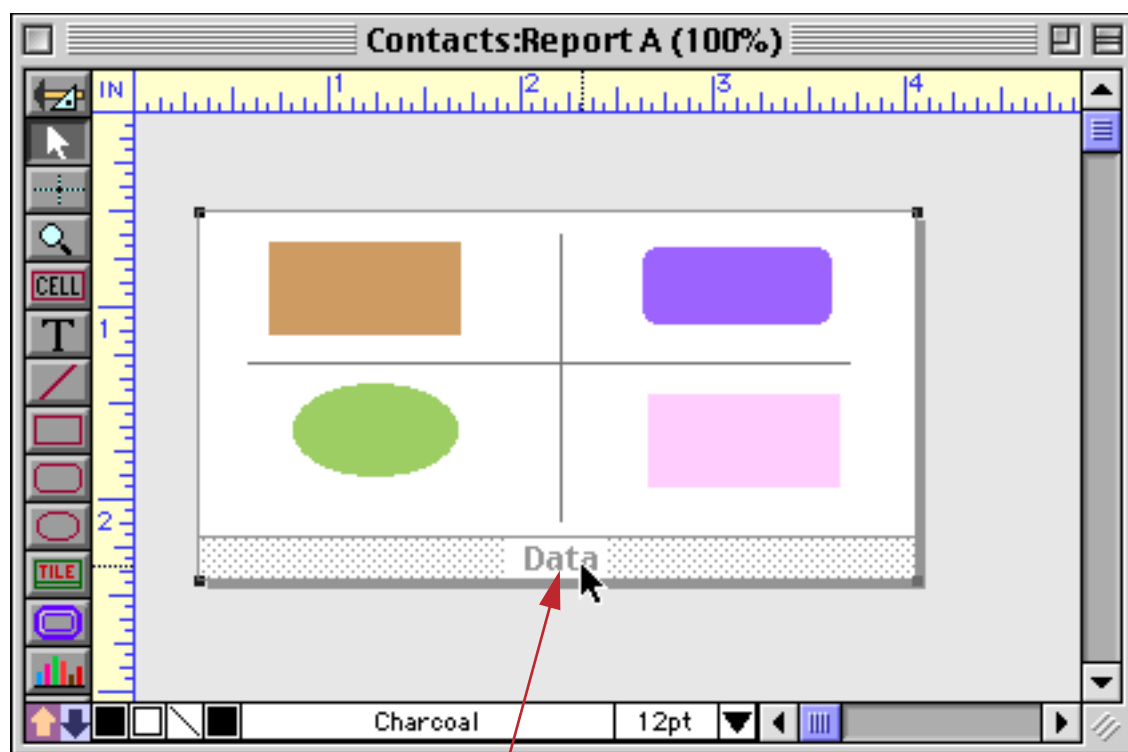 Contacts:Report A (100%)
IN 1 2 3 4
CELL
T
1
2
TILE
Data
Charcoal 12pt